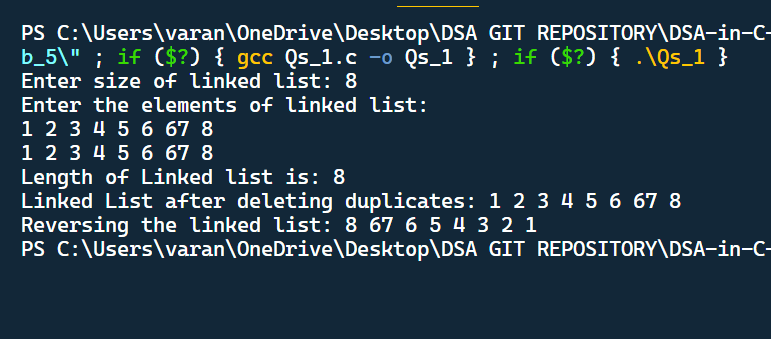 PS C:\Users\varan\OneDrive\Desktop\DSA GIT REPOSITORY\DSA-in-C-
b_5\" ; if ($?) { gcc Qs_1.c -o Qs_1 } ; if ($?) { .\Qs_1 }
Enter size of linked list: 8
Enter the elements of linked list:
1 2 3 4 5 6 67 8
1 2 3 4 5 6 67 8
Length of Linked list is: 8
Linked List after deleting duplicates: 1 2 3 4 5 6 67 8
Reversing the linked list: 8 67 6 5 4 3 2 1
PS C:\Users\varan\OneDrive\Desktop\DSA GIT REPOSITORY\DSA-in-C-